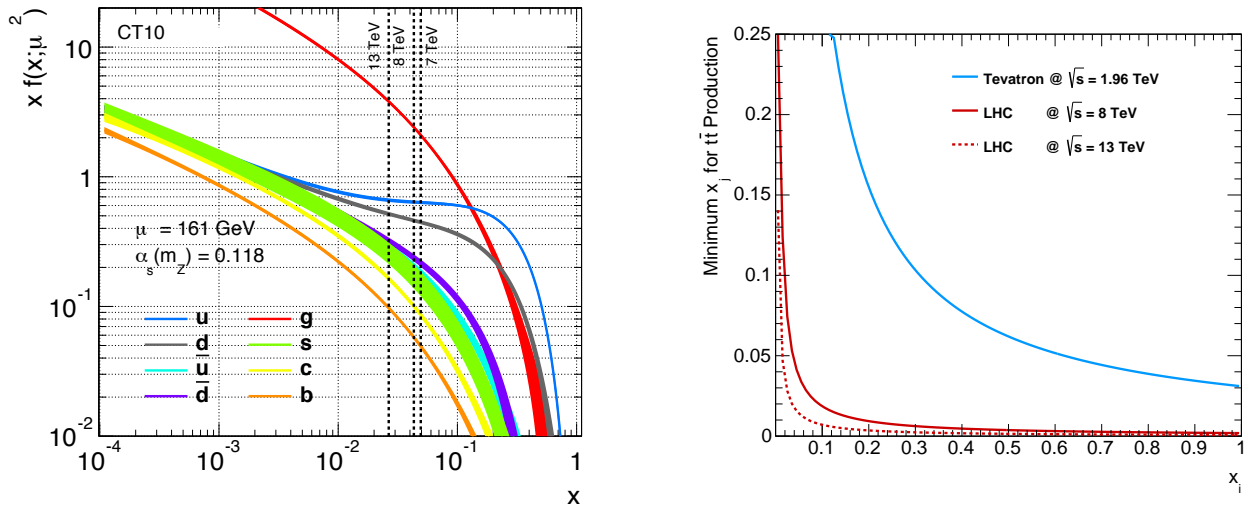 x f(x;μ²)
10
1
10⁻¹
10⁻²
CT10
13 TeV
8 TeV
7 TeV
μ = 161 GeV
αₛ(m_Z) = 0.118
u g
d s
u̅ c
d̅ b
10⁻⁴ 10⁻³ 10⁻² 10⁻¹ 1
x
Minimum xⱼ for tt̄ Production
0.25
0.2
0.15
0.1
0.05
0
Tevatron @ √s = 1.96 TeV
LHC @ √s = 8 TeV
LHC @ √s = 13 TeV
0.1 0.2 0.3 0.4 0.5 0.6 0.7 0.8 0.9 1
xᵢ